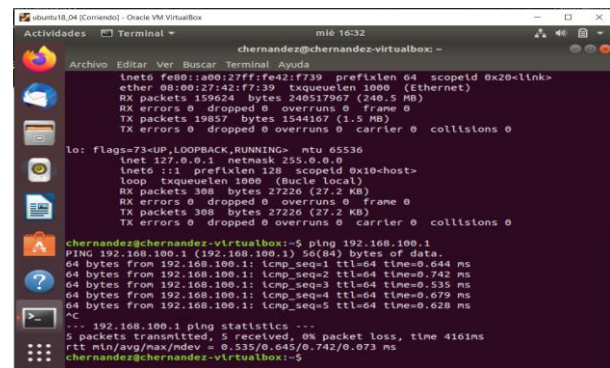 ubuntu18_04 [Corriendo] - Oracle VM VirtualBox
Actividades Terminal mié 16:32
chernandez@chernandez-virtualbox: ~
Archivo Editar Ver Buscar Terminal Ayuda
inet6 fe80::a00:27ff:fe42:f739 prefixlen 64 scopeid 0x20<link>
ether 08:00:27:42:f7:39 txqueuelen 1000 (Ethernet)
RX packets 159624 bytes 240517967 (240.5 MB)
RX errors 0 dropped 0 overruns 0 frame 0
TX packets 19857 bytes 1544167 (1.5 MB)
TX errors 0 dropped 0 overruns 0 carrier 0 collisions 0
lo: flags=73<UP,LOOPBACK,RUNNING> mtu 65536
inet 127.0.0.1 netmask 255.0.0.0
inet6 ::1 prefixlen 128 scopeid 0x10<host>
loop txqueuelen 1000 (Bucle local)
RX packets 308 bytes 27226 (27.2 KB)
RX errors 0 dropped 0 overruns 0 frame 0
TX packets 308 bytes 27226 (27.2 KB)
TX errors 0 dropped 0 overruns 0 carrier 0 collisions 0
chernandez@chernandez-virtualbox:~$ ping 192.168.100.1
PING 192.168.100.1 (192.168.100.1) 56(84) bytes of data.
64 bytes from 192.168.100.1: icmp_seq=1 ttl=64 time=0.644 ms
64 bytes from 192.168.100.1: icmp_seq=2 ttl=64 time=0.742 ms
64 bytes from 192.168.100.1: icmp_seq=3 ttl=64 time=0.535 ms
64 bytes from 192.168.100.1: icmp_seq=4 ttl=64 time=0.679 ms
64 bytes from 192.168.100.1: icmp_seq=5 ttl=64 time=0.628 ms
^C
--- 192.168.100.1 ping statistics ---
5 packets transmitted, 5 received, 0% packet loss, time 4161ms
rtt min/avg/max/mdev = 0.535/0.645/0.742/0.073 ms
chernandez@chernandez-virtualbox:~$